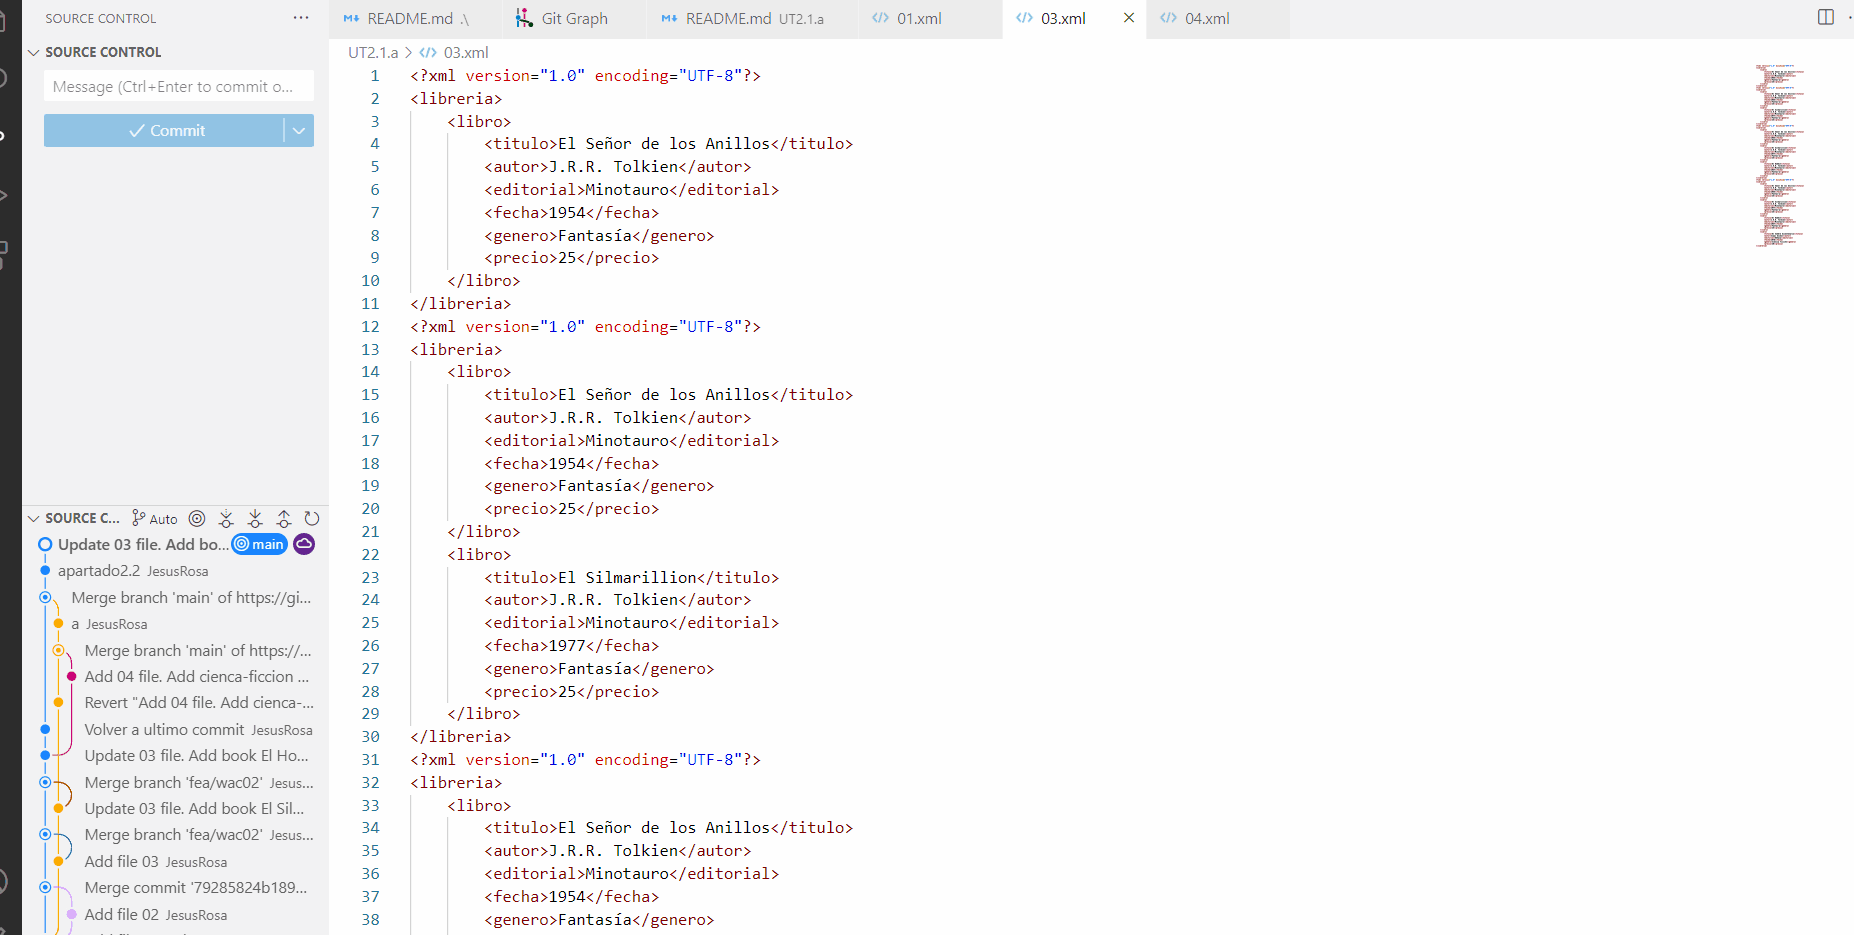 SOURCE CONTROL
SOURCE CONTROL
Message (Ctrl+Enter to commit o...
Commit
SOURCE C...
Auto
Update 03 file. Add bo... main
apartado2.2 JesusRosa
Merge branch 'main' of https://gi...
a JesusRosa
Merge branch 'main' of https://...
Add 04 file. Add cienca-ficcion ...
Revert "Add 04 file. Add cienca-...
Volver a ultimo commit JesusRosa
Update 03 file. Add book El Ho...
Merge branch 'fea/wac02' Jesus...
Update 03 file. Add book El Sil...
Merge branch 'fea/wac02' Jesus...
Add file 03 JesusRosa
Merge commit '79285824b189...
Add file 02 JesusRosa
README.md .\ Git Graph README.md UT2.1.a 01.xml 03.xml 04.xml
UT2.1.a > 03.xml
1 <?xml version="1.0" encoding="UTF-8"?>
2 <libreria>
3 <libro>
4 <titulo>El Señor de los Anillos</titulo>
5 <autor>J.R.R. Tolkien</autor>
6 <editorial>Minotauro</editorial>
7 <fecha>1954</fecha>
8 <genero>Fantasía</genero>
9 <precio>25</precio>
10 </libro>
11 </libreria>
12 <?xml version="1.0" encoding="UTF-8"?>
13 <libreria>
14 <libro>
15 <titulo>El Señor de los Anillos</titulo>
16 <autor>J.R.R. Tolkien</autor>
17 <editorial>Minotauro</editorial>
18 <fecha>1954</fecha>
19 <genero>Fantasía</genero>
20 <precio>25</precio>
21 </libro>
22 <libro>
23 <titulo>El Silmarillion</titulo>
24 <autor>J.R.R. Tolkien</autor>
25 <editorial>Minotauro</editorial>
26 <fecha>1977</fecha>
27 <genero>Fantasía</genero>
28 <precio>25</precio>
29 </libro>
30 </libreria>
31 <?xml version="1.0" encoding="UTF-8"?>
32 <libreria>
33 <libro>
34 <titulo>El Señor de los Anillos</titulo>
35 <autor>J.R.R. Tolkien</autor>
36 <editorial>Minotauro</editorial>
37 <fecha>1954</fecha>
38 <genero>Fantasía</genero>